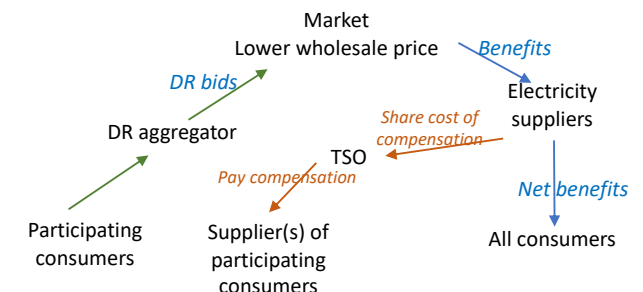 Market
Lower wholesale price
Benefits
DR bids
Electricity
suppliers
Share cost of
compensation
DR aggregator
TSO
Pay compensation
Net benefits
Participating
consumers
Supplier(s) of
participating
consumers
All consumers